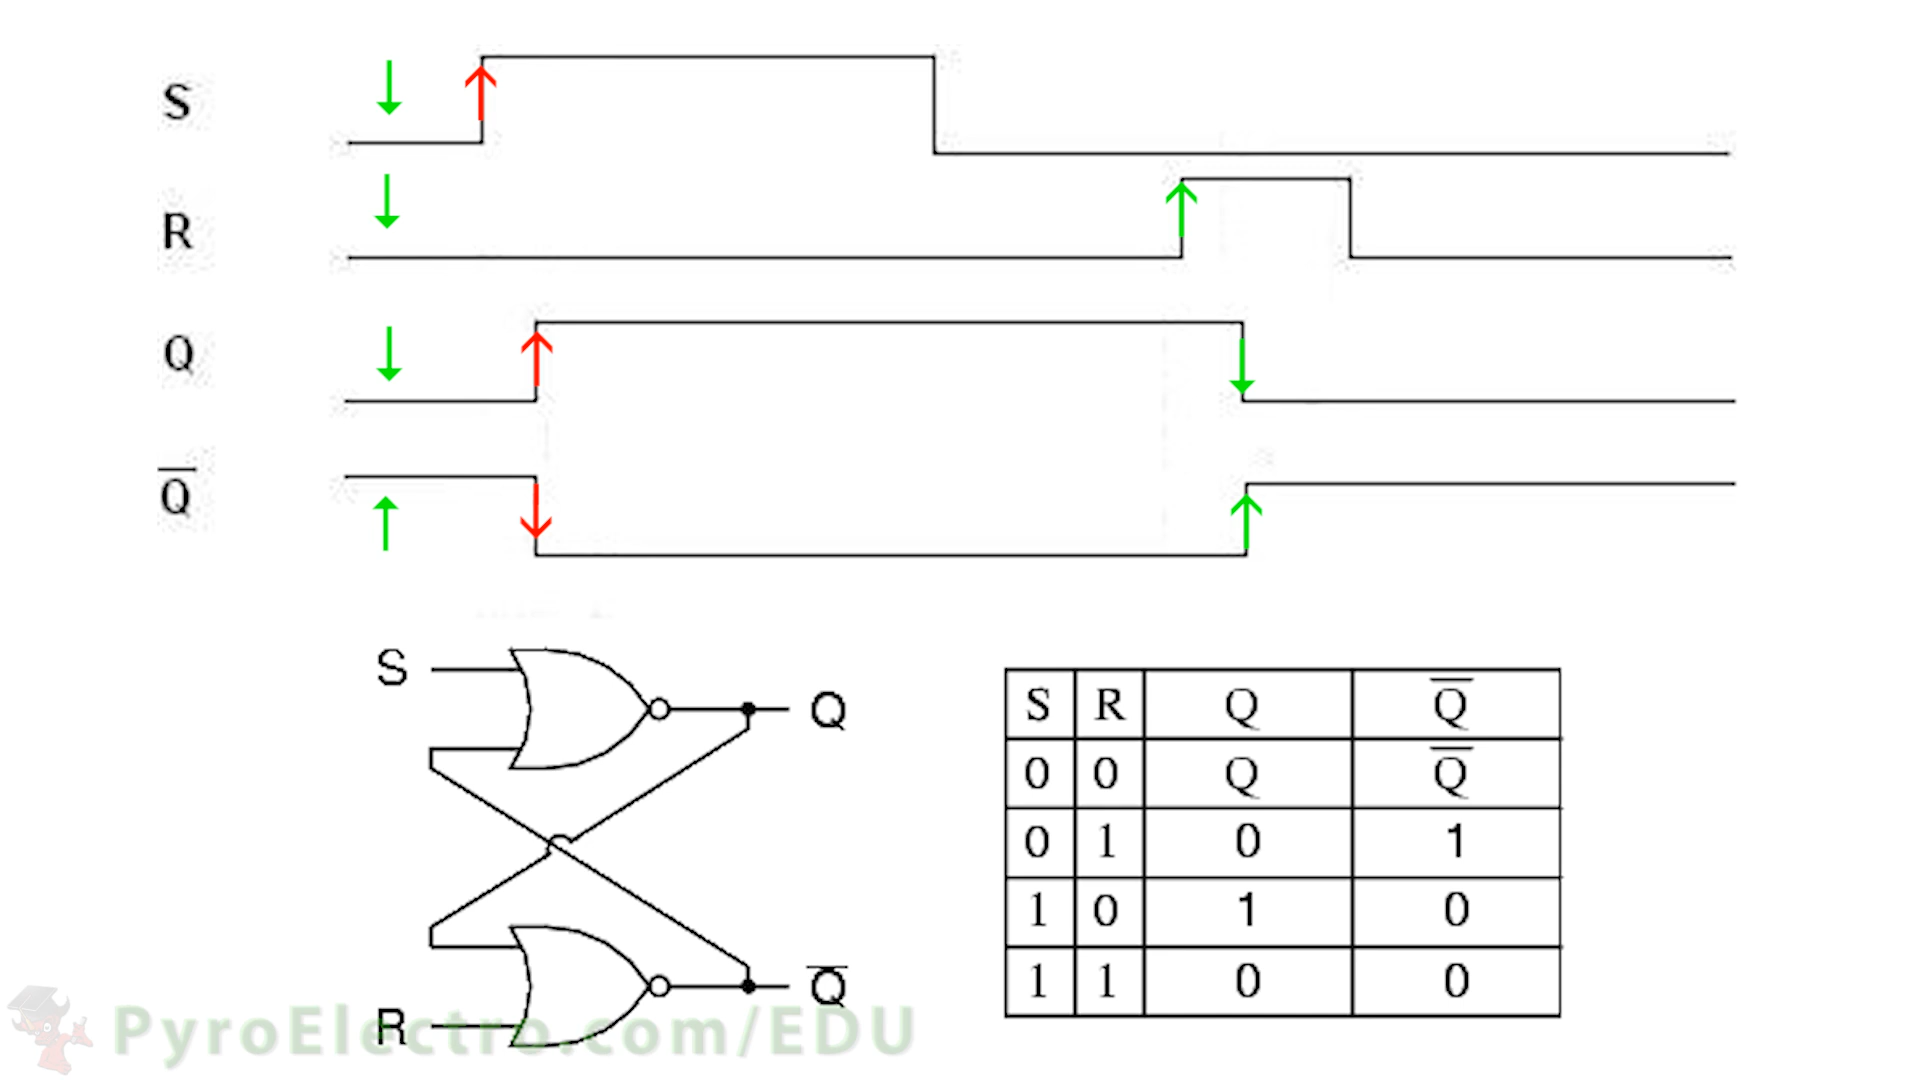 S
R
Q
Q̅
S
Q
R
Q̅
S R Q Q̅
0 0 Q Q̅
0 1 0 1
1 0 1 0
1 1 0 0
PyroElectro.com/EDU